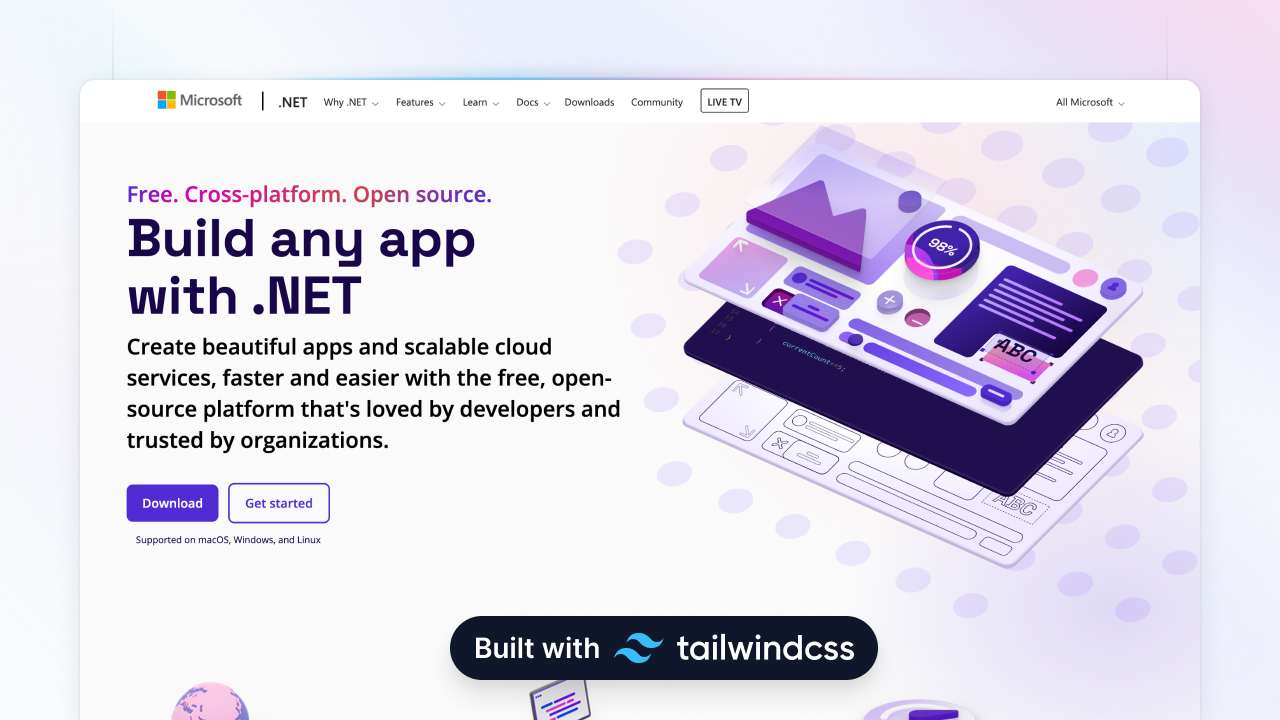 Microsoft .NET Why .NET Features Learn Docs Downloads Community LIVE TV All Microsoft
Free. Cross-platform. Open source.
Build any app
with .NET
Create beautiful apps and scalable cloud
services, faster and easier with the free, open-
source platform that's loved by developers and
trusted by organizations.
Download Get started
Supported on macOS, Windows, and Linux
98%
ABC
currentCount++;
ABC
Built with tailwindcss